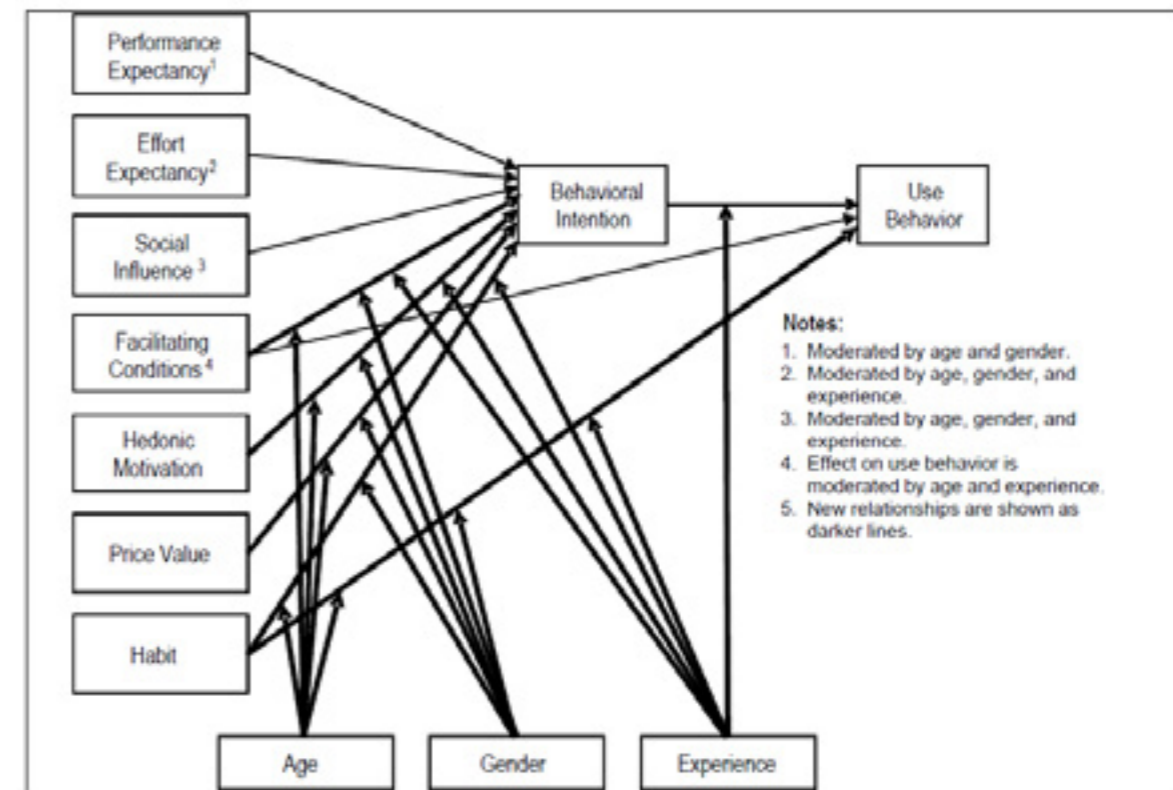 Performance
Expectancy¹
Effort
Expectancy²
Social
Influence ³
Facilitating
Conditions ⁴
Hedonic
Motivation
Price Value
Habit
Behavioral
Intention
Use
Behavior
Notes:
1. Moderated by age and gender.
2. Moderated by age, gender, and
experience.
3. Moderated by age, gender, and
experience.
4. Effect on use behavior is
moderated by age and experience.
5. New relationships are shown as
darker lines.
Age
Gender
Experience